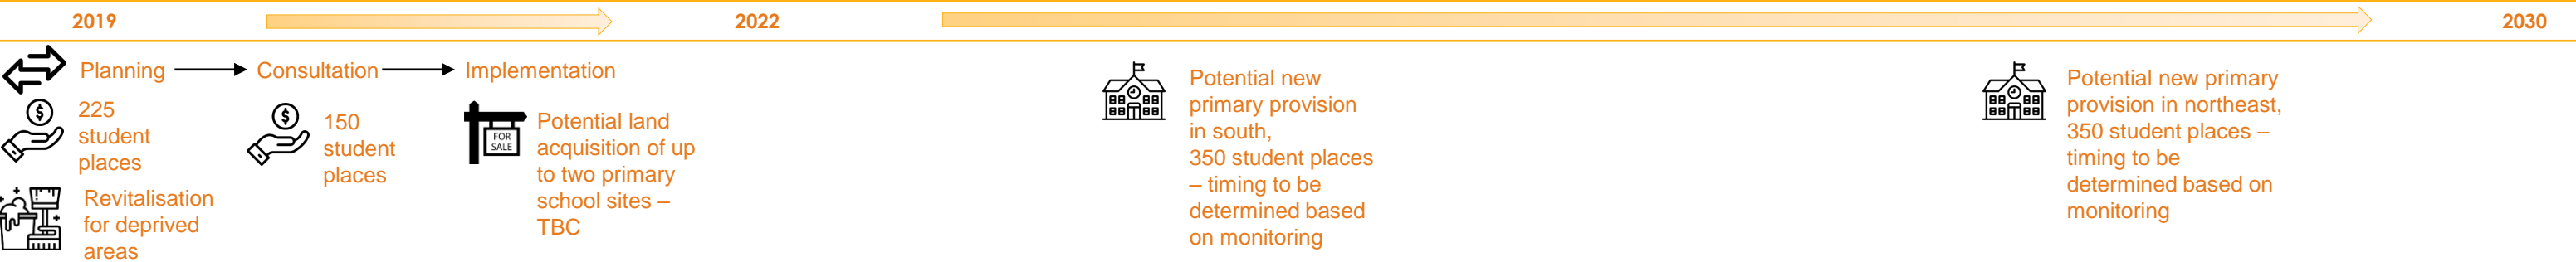 2019
2022
2030
Planning
Consultation
Implementation
225
student
places
150
student
places
Revitalisation
for deprived
areas
$
$
FOR
SALE
Potential land
acquisition of up
to two primary
school sites –
TBC
Potential new
primary provision
in south,
350 student places
– timing to be
determined based
on monitoring
Potential new primary
provision in northeast,
350 student places –
timing to be
determined based on
monitoring